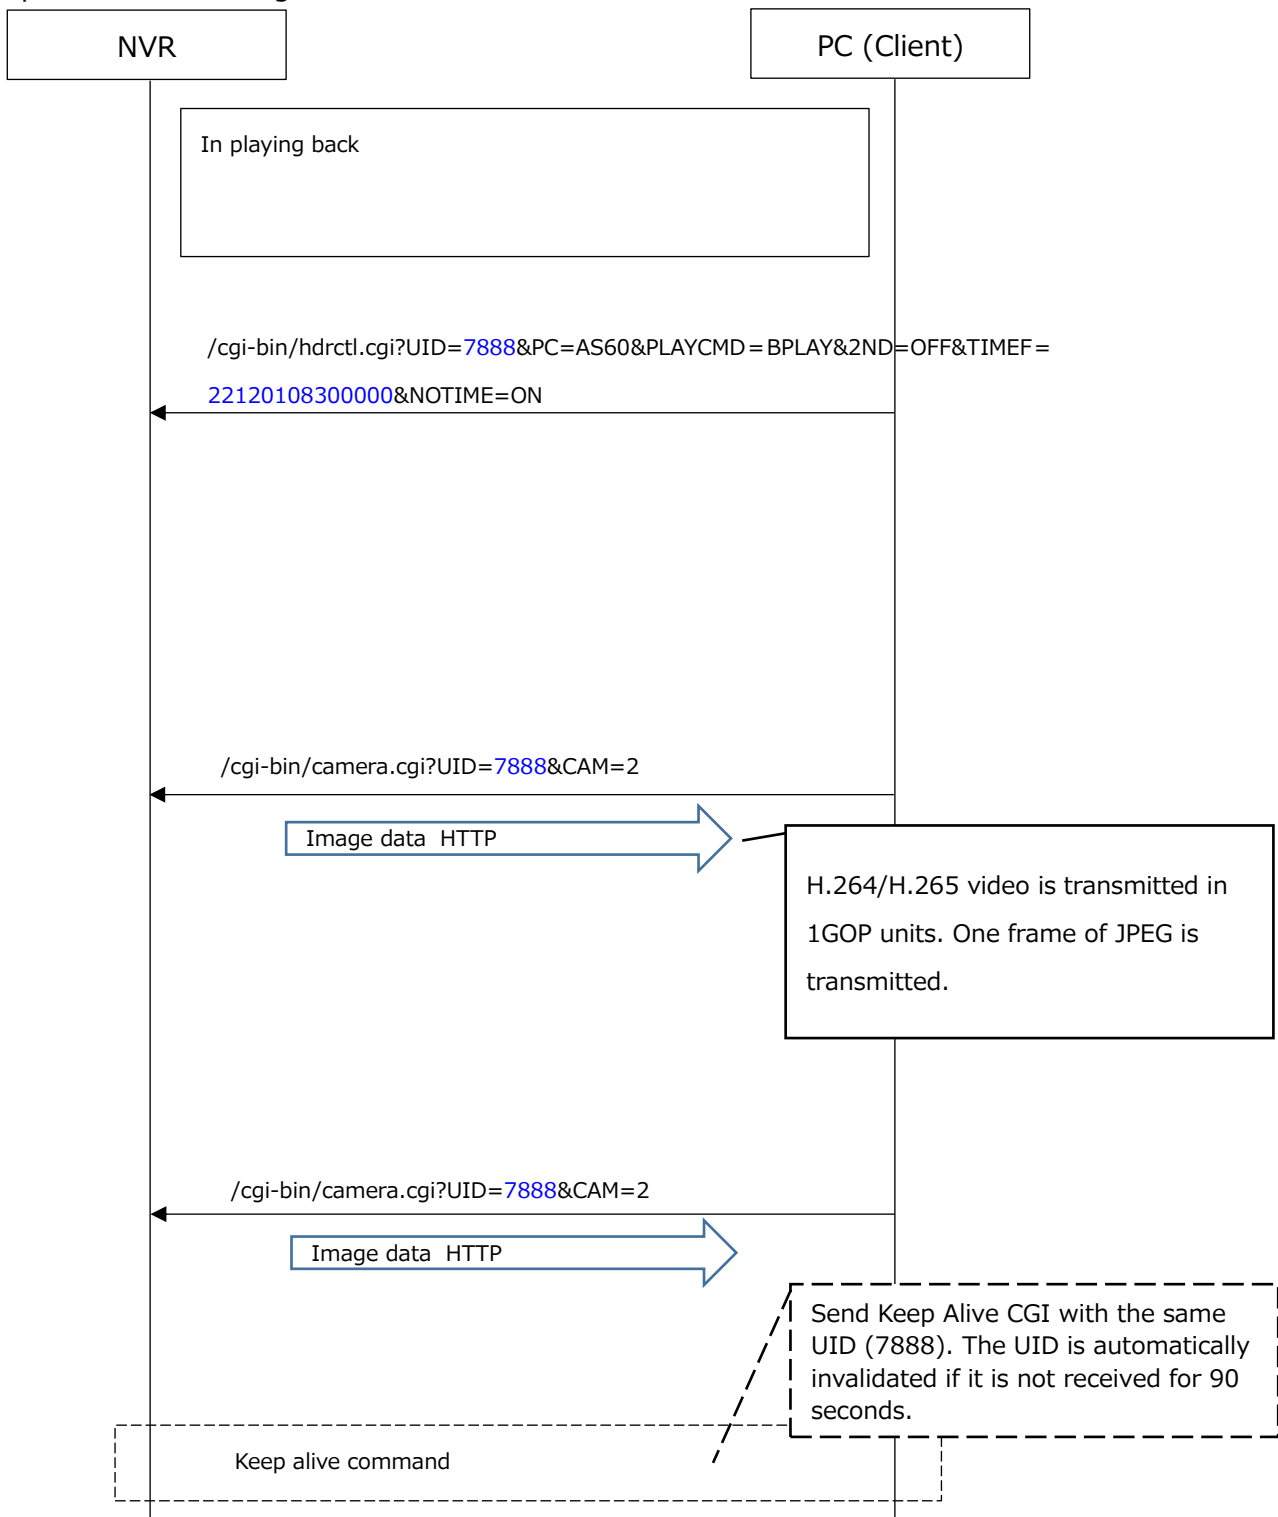 NVR
PC (Client)
In playing back
/cgi-bin/hdrctl.cgi?UID=7888&PC=AS60&PLAYCMD=BPLAY&2ND=OFF&TIMEF=
22120108300000&NOTIME=ON
/cgi-bin/camera.cgi?UID=7888&CAM=2
Image data HTTP
H.264/H.265 video is transmitted in
1GOP units. One frame of JPEG is
transmitted.
/cgi-bin/camera.cgi?UID=7888&CAM=2
Image data HTTP
Send Keep Alive CGI with the same
UID (7888). The UID is automatically
invalidated if it is not received for 90
seconds.
Keep alive command